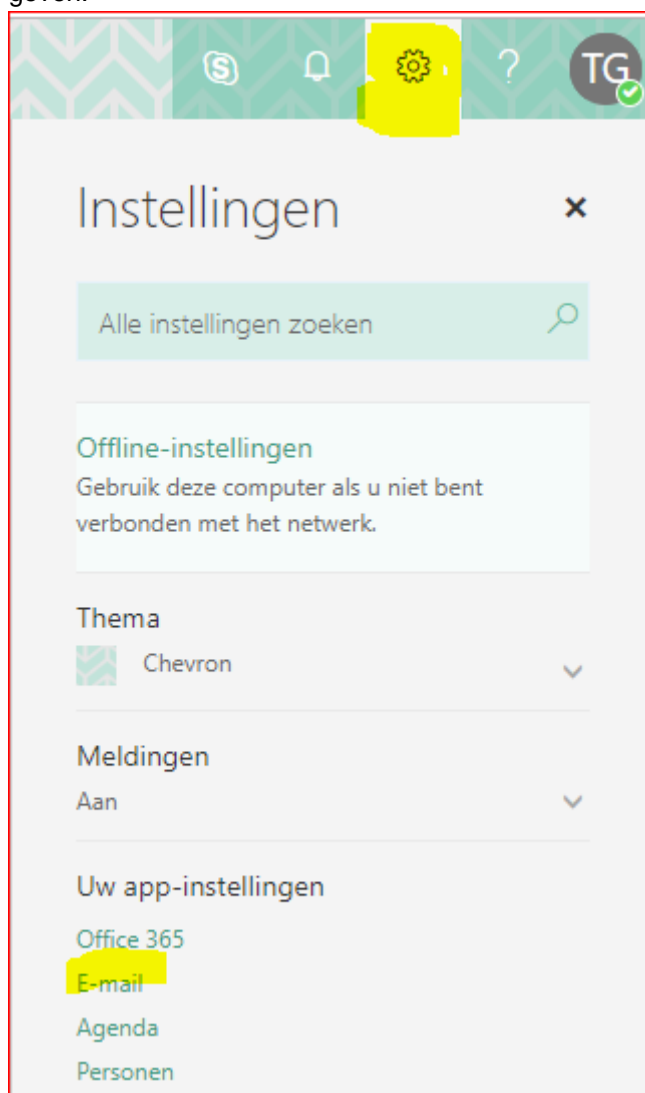 geven.
?
TG
Instellingen
Alle instellingen zoeken
Offline-instellingen
Gebruik deze computer als u niet bent
verbonden met het netwerk.
Thema
Chevron
Meldingen
Aan
Uw app-instellingen
Office 365
E-mail
Agenda
Personen